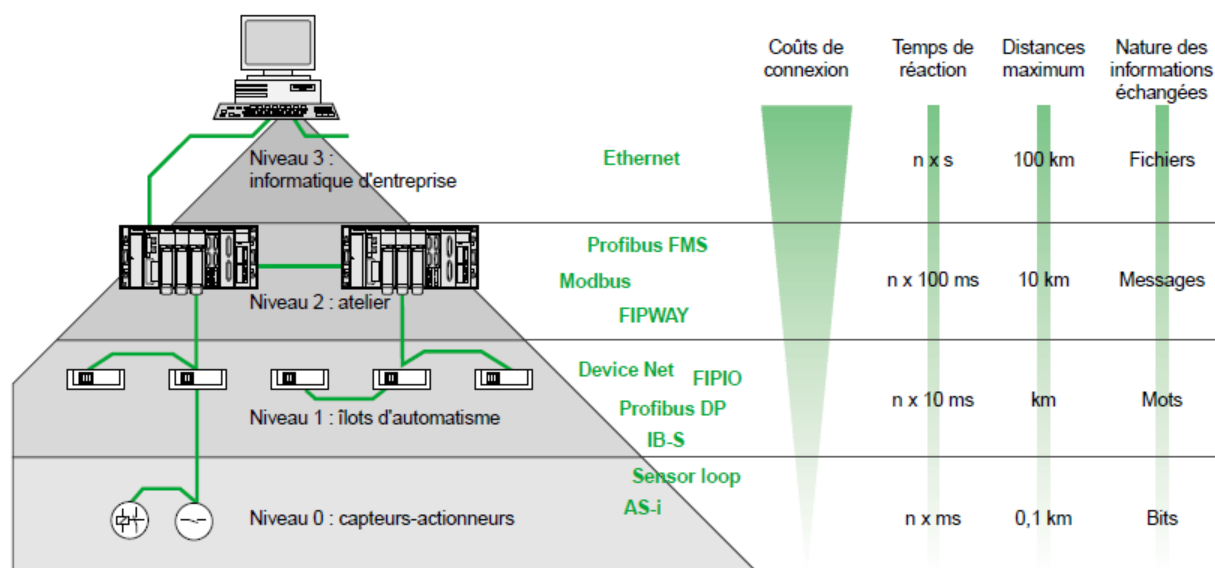 Coûts de
connexion
Temps de
réaction
Distances
maximum
Nature des
informations
échangées
Niveau 3 :
informatique d'entreprise
Ethernet
n x s
100 km
Fichiers
Profibus FMS
Modbus
FIPWAY
Niveau 2 : atelier
n x 100 ms
10 km
Messages
Device Net
FIPIO
Profibus DP
IB-S
Niveau 1 : îlots d'automatisme
n x 10 ms
km
Mots
Sensor loop
AS-i
Niveau 0 : capteurs-actionneurs
n x ms
0,1 km
Bits